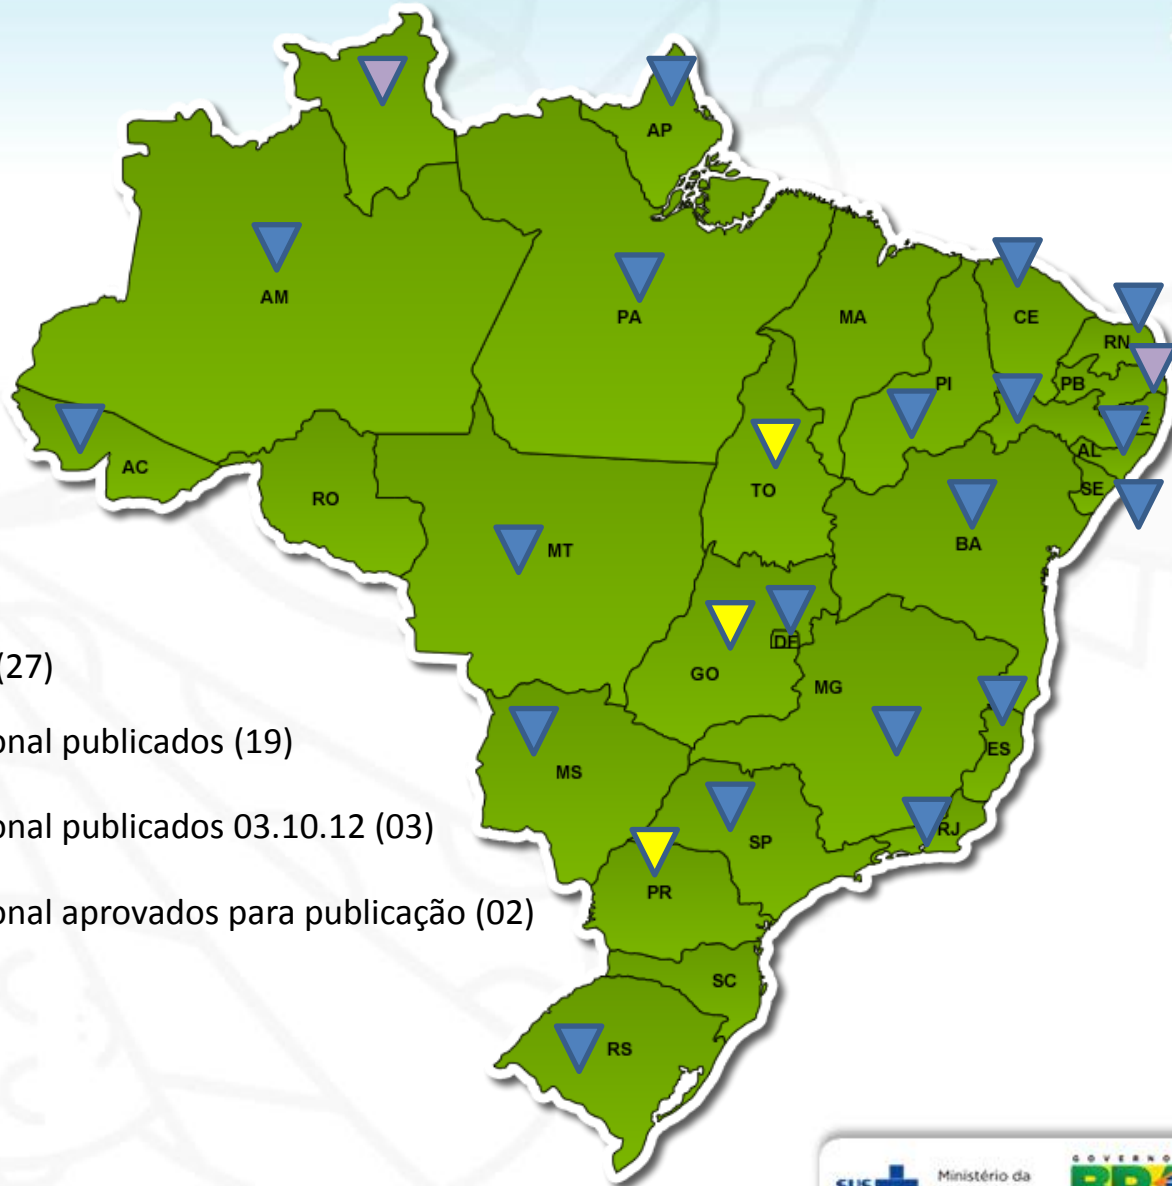 AP
AM
PA
MA
CE
RN
PI
PB
AC
TO
AL
SE
RO
BA
MT
DF
GO
MG
(27)
onal publicados (19)
ES
MS
onal publicados 03.10.12 (03)
RJ
SP
PR
onal aprovados para publicação (02)
SC
RS
SUS
Ministério da
GOVERNO